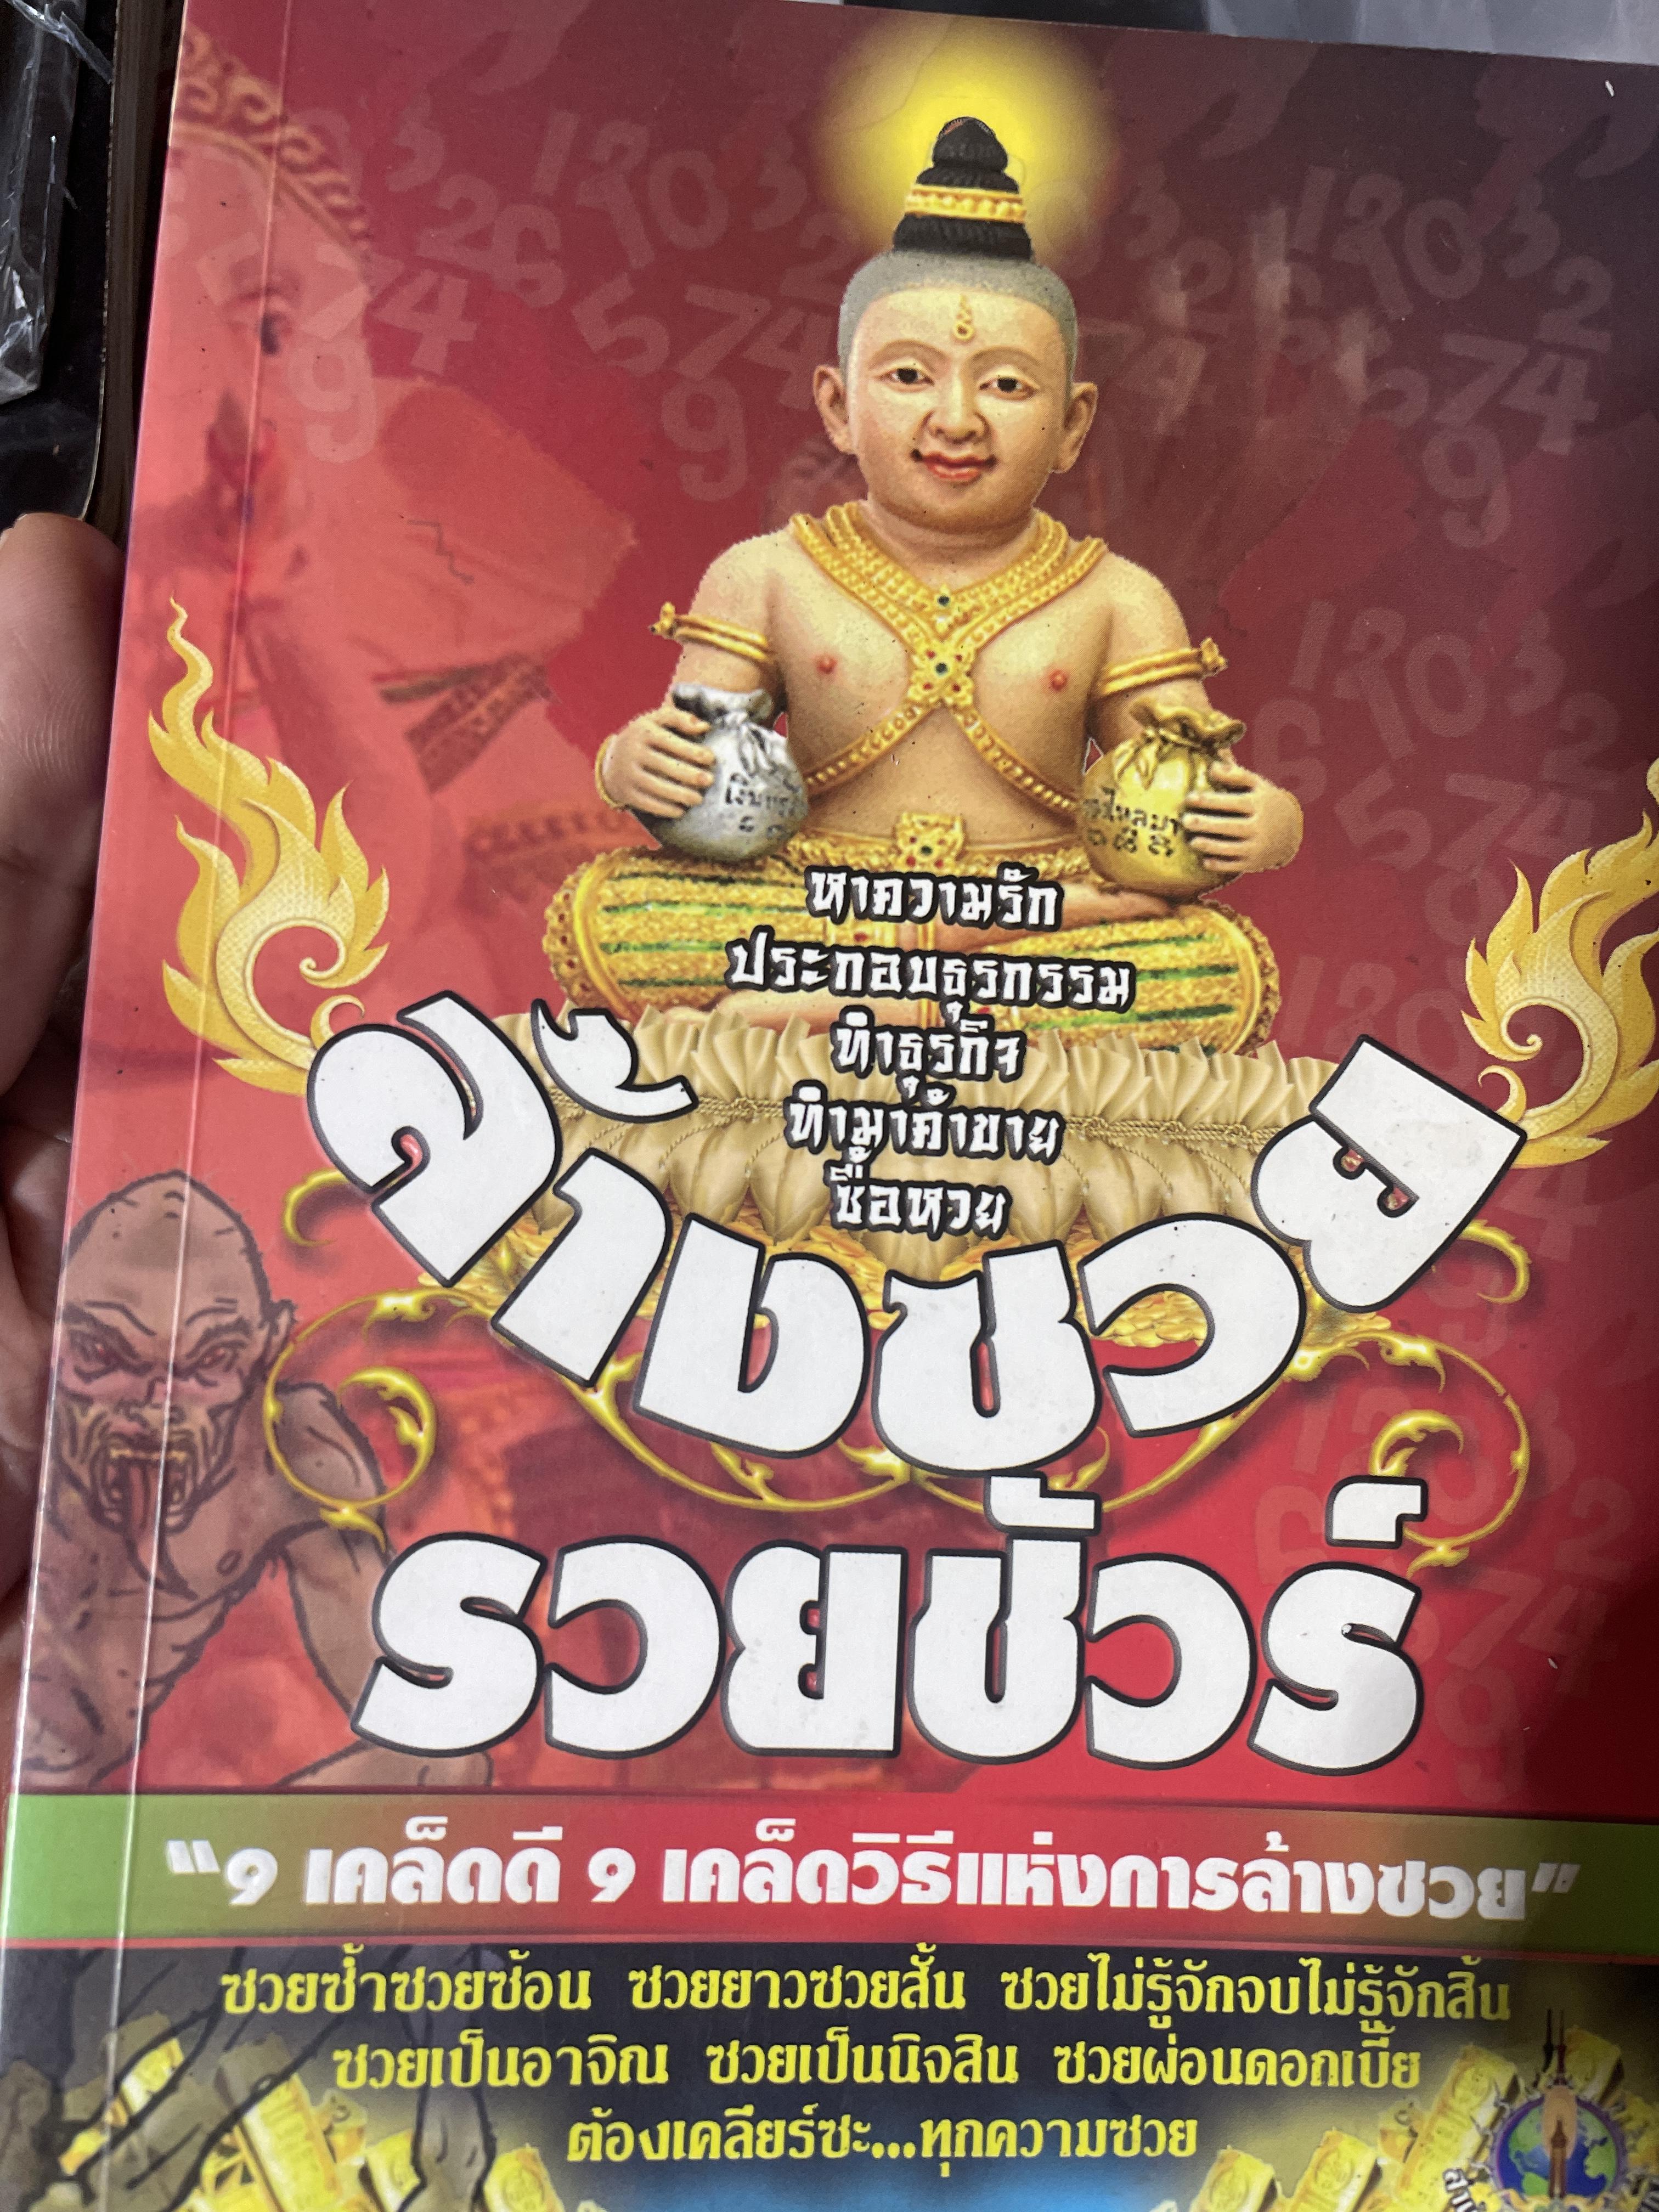 หาความรัก
ประกอบธุรกรรม
ทำธุรกิจ
ทำมาค้าขาย
ซื้อหวย
ล้างซวย
รวยชัวร์
"๑ เคล็ดดี ๑ เคล็ดวิธีแห่งการล้างซวย"
ซวยซ้ำซวยซ้อน ซวยยาวซวยสั้น ซวยไม่รู้จักจบไม่รู้จักสิ้น
ซวยเป็นอาจิณ ซวยเป็นนิจสิน ซวยผ่อนดอกเบี้ย
ต้องเคลียร์ซะ...ทุกความซวย